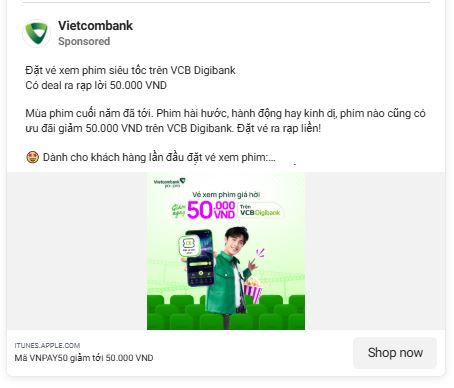 Vietcombank
Sponsored
Đặt vé xem phim siêu tốc trên VCB Digibank
Có deal ra rạp lời 50.000 VND
Mùa phim cuối năm đã tới. Phim hài hước, hành động hay kinh dị, phim nào cũng có
ưu đãi giảm 50.000 VND trên VCB Digibank. Đặt vé ra rạp liền!
🤩 Dành cho khách hàng lần đầu đặt vé xem phim:...
Vietcombank
Vé xem phim giá hời
Giảm ngay 50.000 VND Trên VCBDigibank
ITUNES.APPLE.COM
Mã VNPAY50 giảm tới 50.000 VND
Shop now